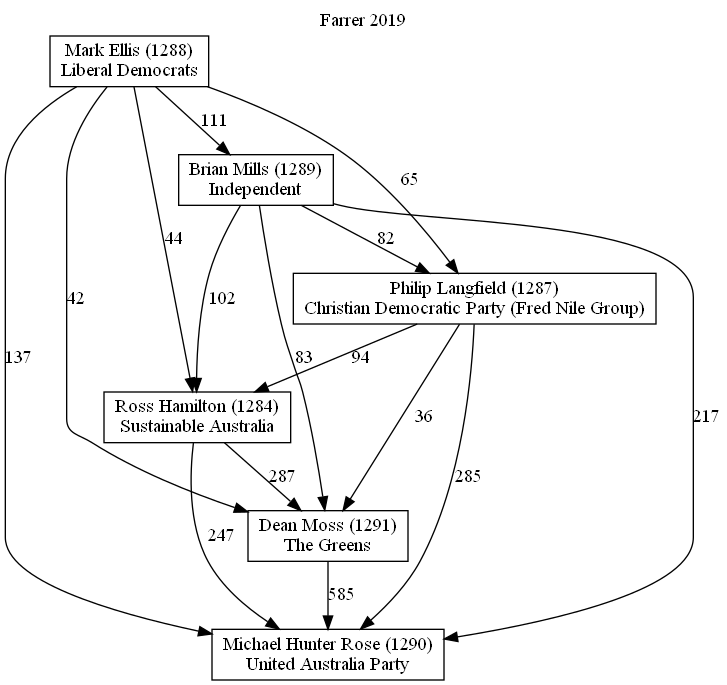 Farrer 2019
Mark Ellis (1288)
Liberal Democrats
111
Brian Mills (1289)
Independent
65
44
82
Philip Langfield (1287)
Christian Democratic Party (Fred Nile Group)
42
102
137
83
94
217
Ross Hamilton (1284)
Sustainable Australia
36
287
285
Dean Moss (1291)
The Greens
247
585
Michael Hunter Rose (1290)
United Australia Party